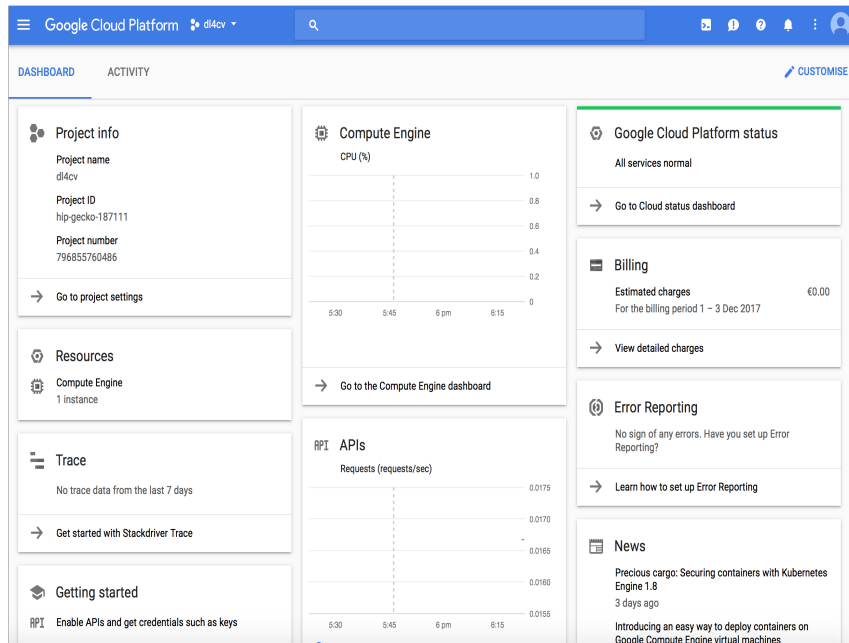 Google Cloud Platform dl4cv
DASHBOARD ACTIVITY CUSTOMISE
Project info
Project name
dl4cv
Project ID
hip-gecko-187111
Project number
796855760486
Go to project settings
Resources
Compute Engine
1 instance
Trace
No trace data from the last 7 days
Get started with Stackdriver Trace
Getting started
API Enable APIs and get credentials such as keys
Compute Engine
CPU (%)
1.0
0.8
0.6
0.4
0.2
0
5:30 5:45 6 pm 6:15
Go to the Compute Engine dashboard
API APIs
Requests (requests/sec)
0.0175
0.0170
0.0165
0.0160
0.0155
5:30 5:45 6 pm 6:15
Google Cloud Platform status
All services normal
Go to Cloud status dashboard
Billing
Estimated charges €0.00
For the billing period 1 – 3 Dec 2017
View detailed charges
Error Reporting
No sign of any errors. Have you set up Error
Reporting?
Learn how to set up Error Reporting
News
Precious cargo: Securing containers with Kubernetes
Engine 1.8
3 days ago
Introducing an easy way to deploy containers on
Google Compute Engine virtual machines